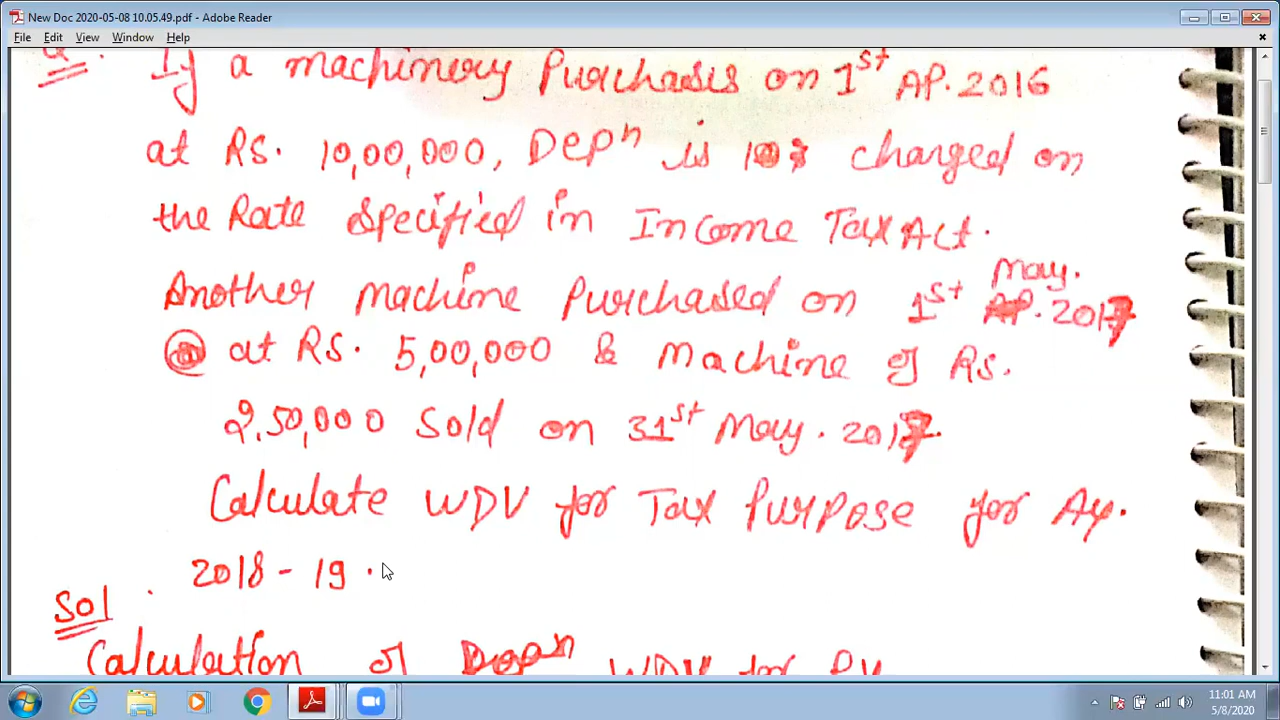 New Doc 2020-05-08 10.05.49.pdf - Adobe Reader
File Edit View Window Help
Q. If a machinery Purchases on 1st AP. 2016
at RS. 10,00,000, Depn is charged on
the Rate Specified in Income Tax Act.
Another machine Purchased on 1st May. 2017
at RS. 5,00,000 & Machine of Rs.
2,50,000 Sold on 31st May. 2017.
Calculate WDV for Tax Purpose for Ay.
2018-19.
Sol
Calculation of WDV for P.Y
11:01 AM
5/8/2020